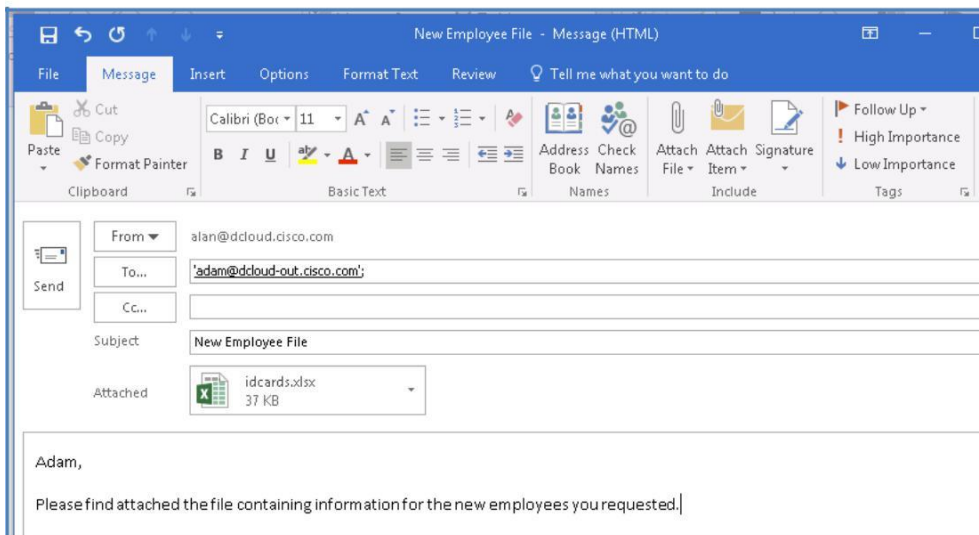 New Employee File - Message (HTML)
File Message Insert Options Format Text Review Tell me what you want to do
Paste
Cut
Copy
Format Painter
Clipboard
Calibri (Boc 11
B I U
Basic Text
Address Book
Check Names
Names
Attach File
Attach Item
Signature
Include
Follow Up
High Importance
Low Importance
Tags
Send
From alan@dcloud.cisco.com
To... 'adam@dcloud-out.cisco.com';
Cc...
Subject New Employee File
Attached idcards.xlsx
37 KB
Adam,
Please find attached the file containing information for the new employees you requested.